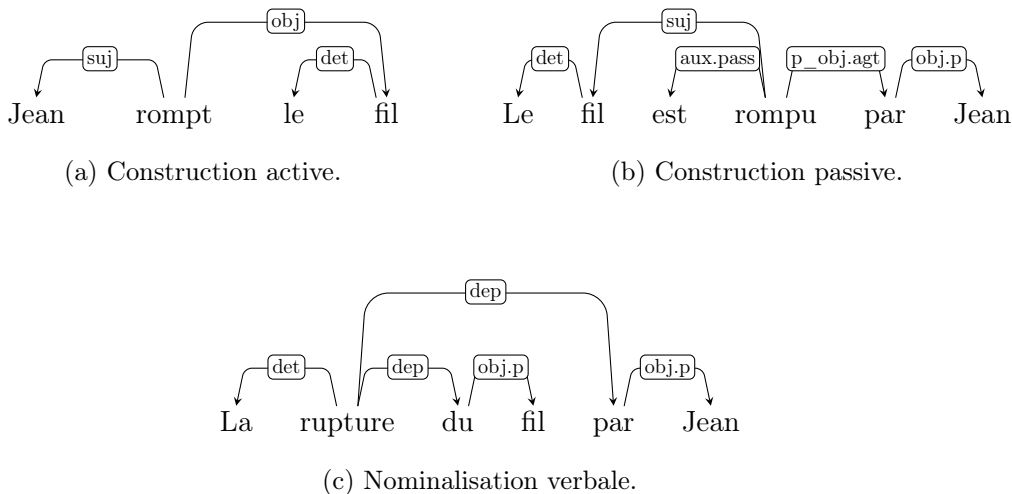 obj
suj
det
Jean rompt le fil
(a) Construction active.
suj
det aux.pass p_obj.agt obj.p
Le fil est rompu par Jean
(b) Construction passive.
dep
det dep obj.p obj.p
La rupture du fil par Jean
(c) Nominalisation verbale.